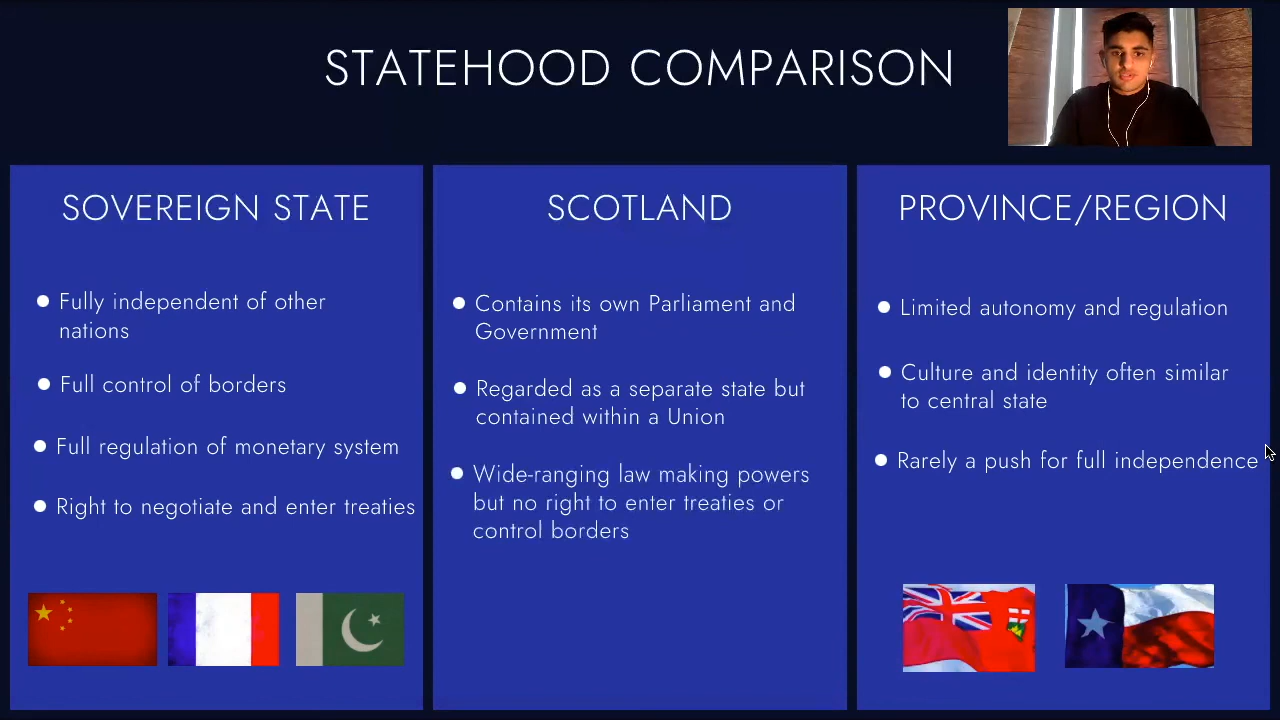 STATEHOOD COMPARISON
SOVEREIGN STATE
Fully independent of other
nations
Full control of borders
Full regulation of monetary system
Right to negotiate and enter treaties
SCOTLAND
Contains its own Parliament and
Government
Regarded as a separate state but
contained within a Union
Wide-ranging law making powers
but no right to enter treaties or
control borders
PROVINCE/REGION
Limited autonomy and regulation
Culture and identity often similar
to central state
Rarely a push for full independence